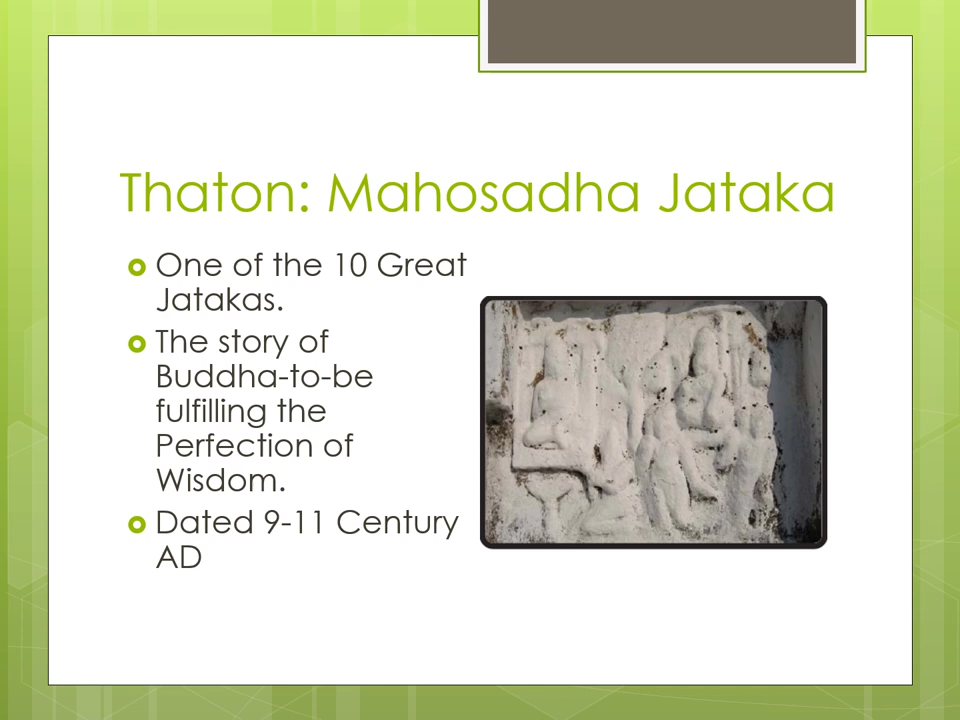 Thaton: Mahosadha Jataka
One of the 10 Great
Jatakas.
The story of
Buddha-to-be
fulfilling the
Perfection of
Wisdom.
Dated 9-11 Century
AD